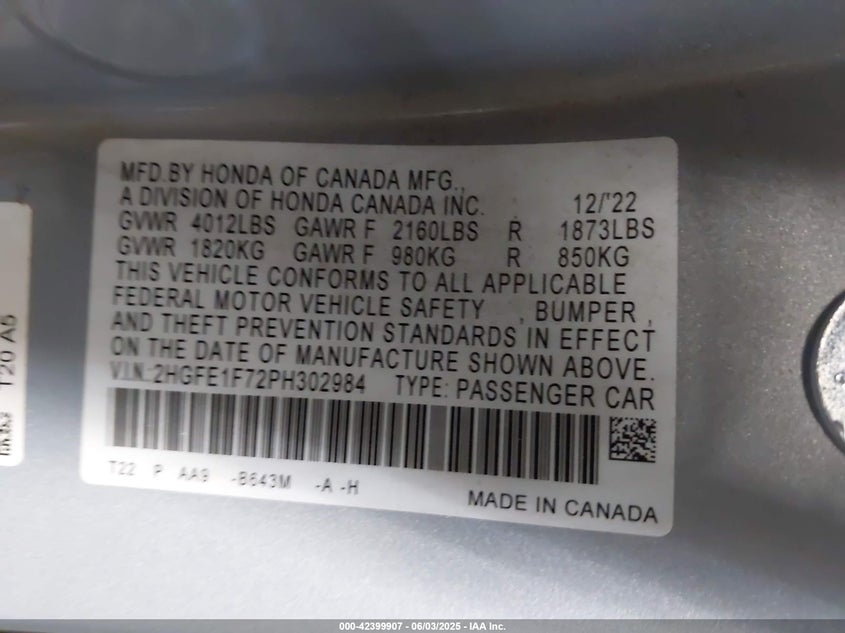 MFD.BY HONDA OF CANADA MFG.,
A DIVISION OF HONDA CANADA INC. 12/'22
GVWR 4012LBS GAWR F 2160LBS R 1873LBS
GVWR 1820KG GAWR F 980KG R 850KG
THIS VEHICLE CONFORMS TO ALL APPLICABLE
FEDERAL MOTOR VEHICLE SAFETY , BUMPER ,
AND THEFT PREVENTION STANDARDS IN EFFECT
ON THE DATE OF MANUFACTURE SHOWN ABOVE.
V.I.N.:2HGFE1F72PH302984 TYPE: PASSENGER CAR
T22 P AA9 -B643M -A -H
MADE IN CANADA
T20 A5
000-42399907 - 06/03/2025 - IAA Inc.